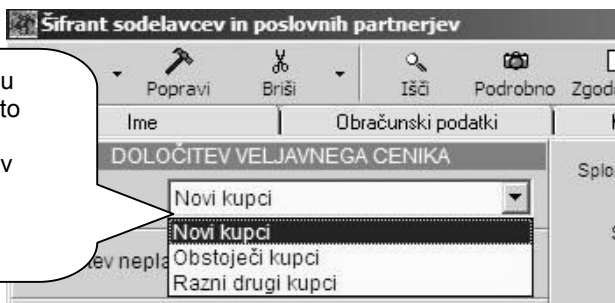 Šifrant sodelavcev in poslovnih partnerjev
Popravi Briši Išči Podrobno
Ime Obračunski podatki
DOLOČITEV VELJAVNEGA CENIKA
Novi kupci
Novi kupci
Obstoječi kupci
Razni drugi kupci
u
to
v